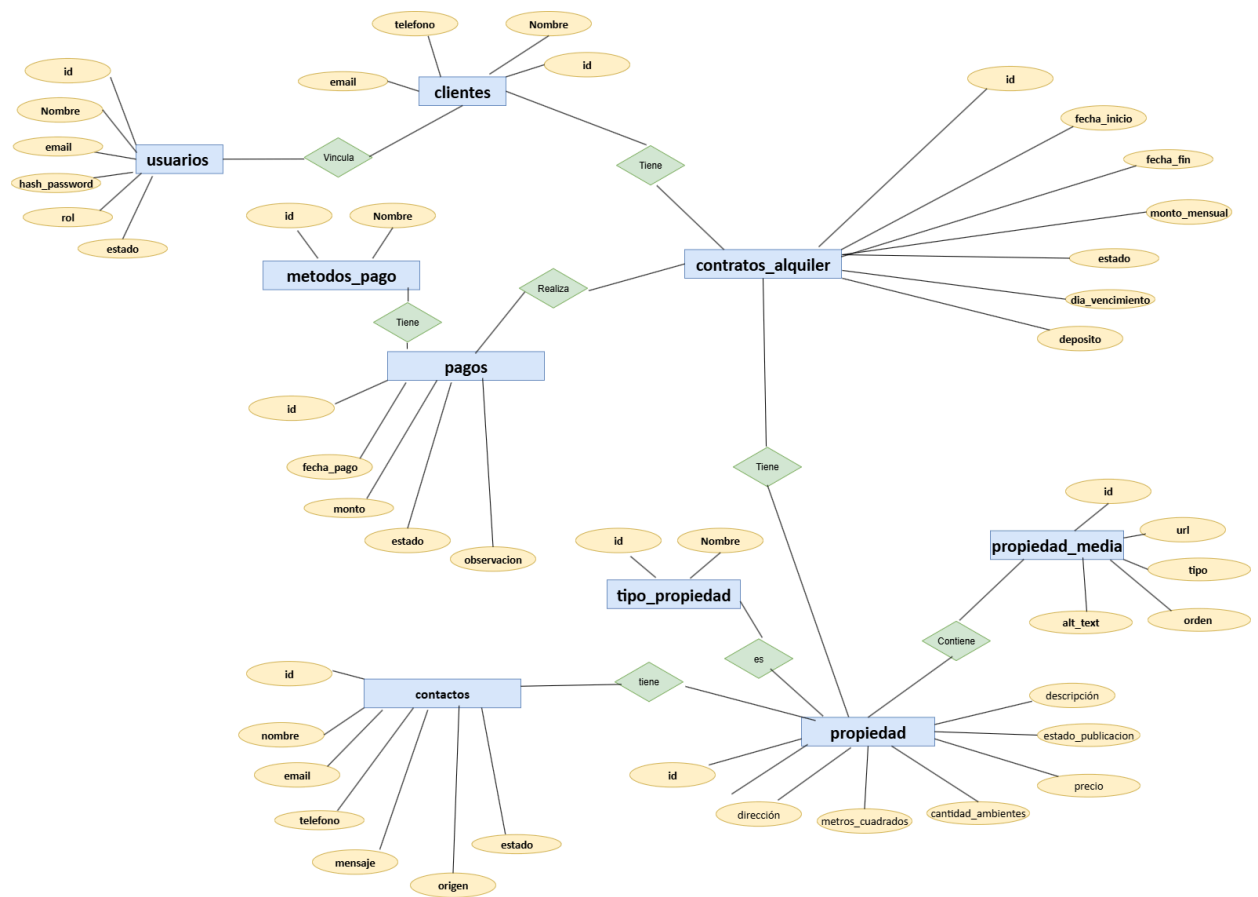 telefono
Nombre
id
email
clientes
id
Nombre
email
hash_password
rol
estado
usuarios
Vincula
Tiene
id
fecha_inicio
fecha_fin
monto_mensual
estado
dia_vencimiento
deposito
contratos_alquiler
id
Nombre
metodos_pago
Tiene
Realiza
pagos
id
fecha_pago
monto
estado
observacion
Tiene
id
url
propiedad_media
tipo
alt_text
orden
Contiene
id
Nombre
tipo_propiedad
es
id
contactos
tiene
nombre
email
telefono
mensaje
origen
estado
propiedad
descripción
estado_publicacion
precio
id
dirección
metros_cuadrados
cantidad_ambientes